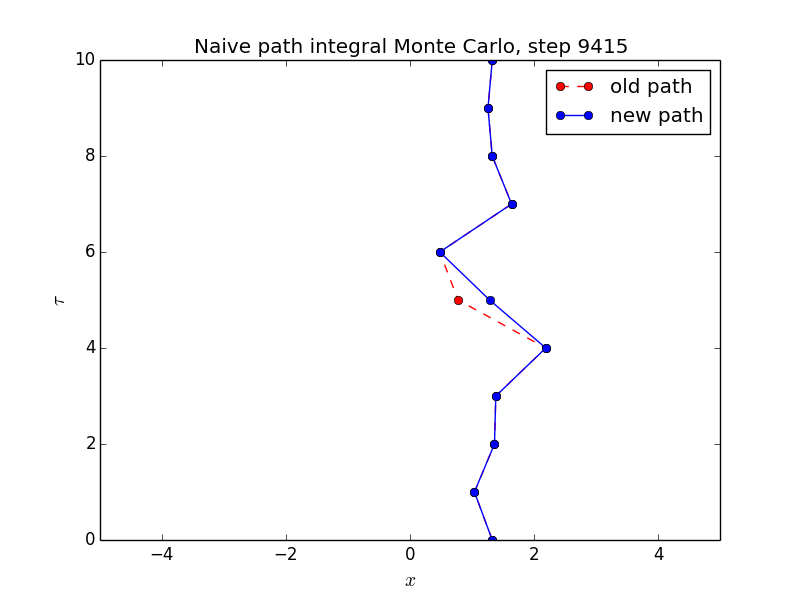 Naive path integral Monte Carlo, step 9415
10
old path
new path
8
6
τ
4
2
0
−4 −2 0 2 4
x